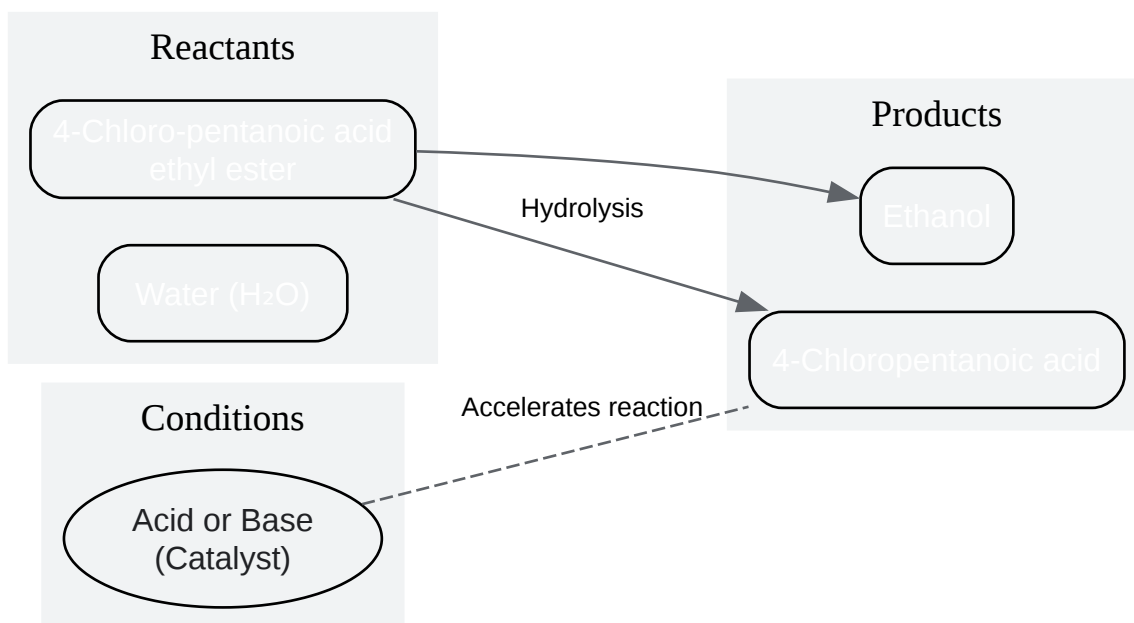 Reactants
4-Chloro-pentanoic acid
ethyl ester
Water (H₂O)
Hydrolysis
Products
Ethanol
4-Chloropentanoic acid
Accelerates reaction
Conditions
Acid or Base
(Catalyst)